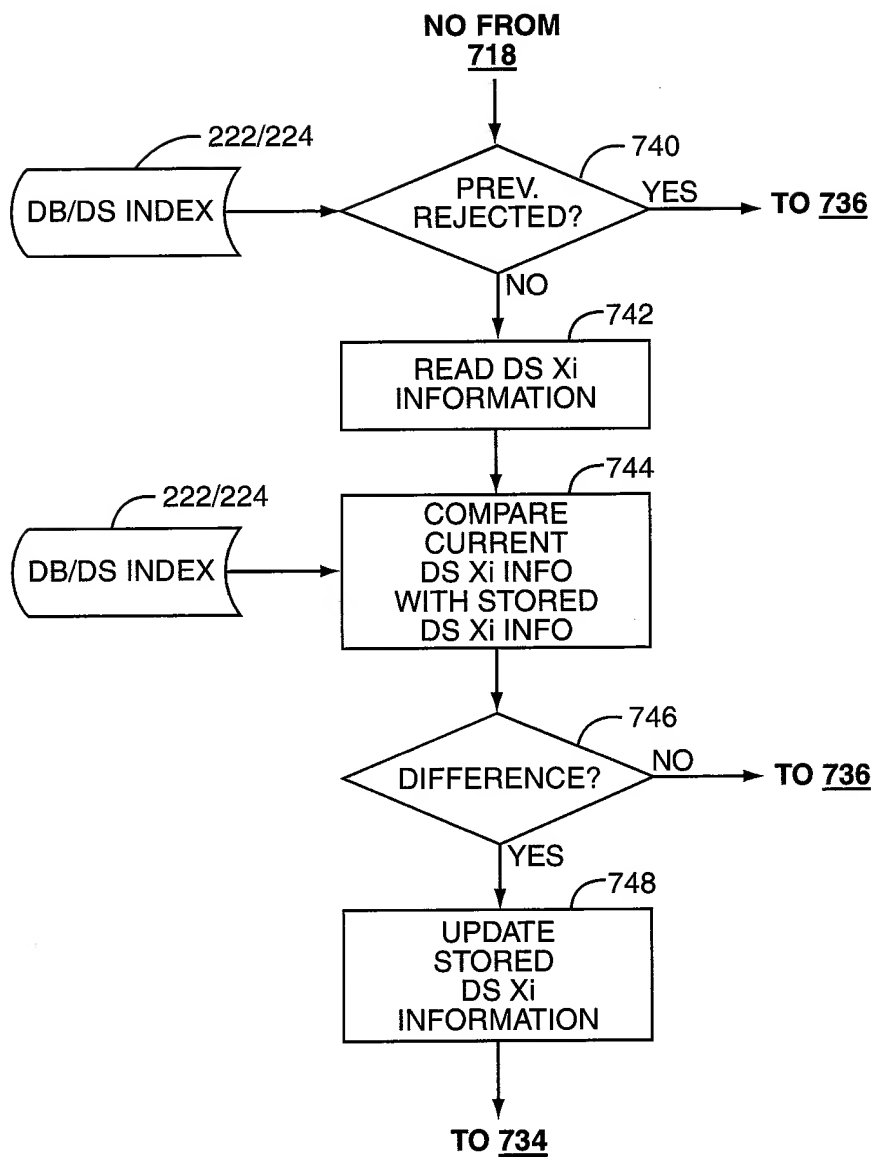 NO FROM
718
222/224
740
DB/DS INDEX
PREV.
REJECTED?
YES
TO 736
NO
742
READ DS Xi
INFORMATION
744
222/224
DB/DS INDEX
COMPARE
CURRENT
DS Xi INFO
WITH STORED
DS Xi INFO
746
DIFFERENCE?
NO
TO 736
YES
748
UPDATE
STORED
DS Xi
INFORMATION
TO 734